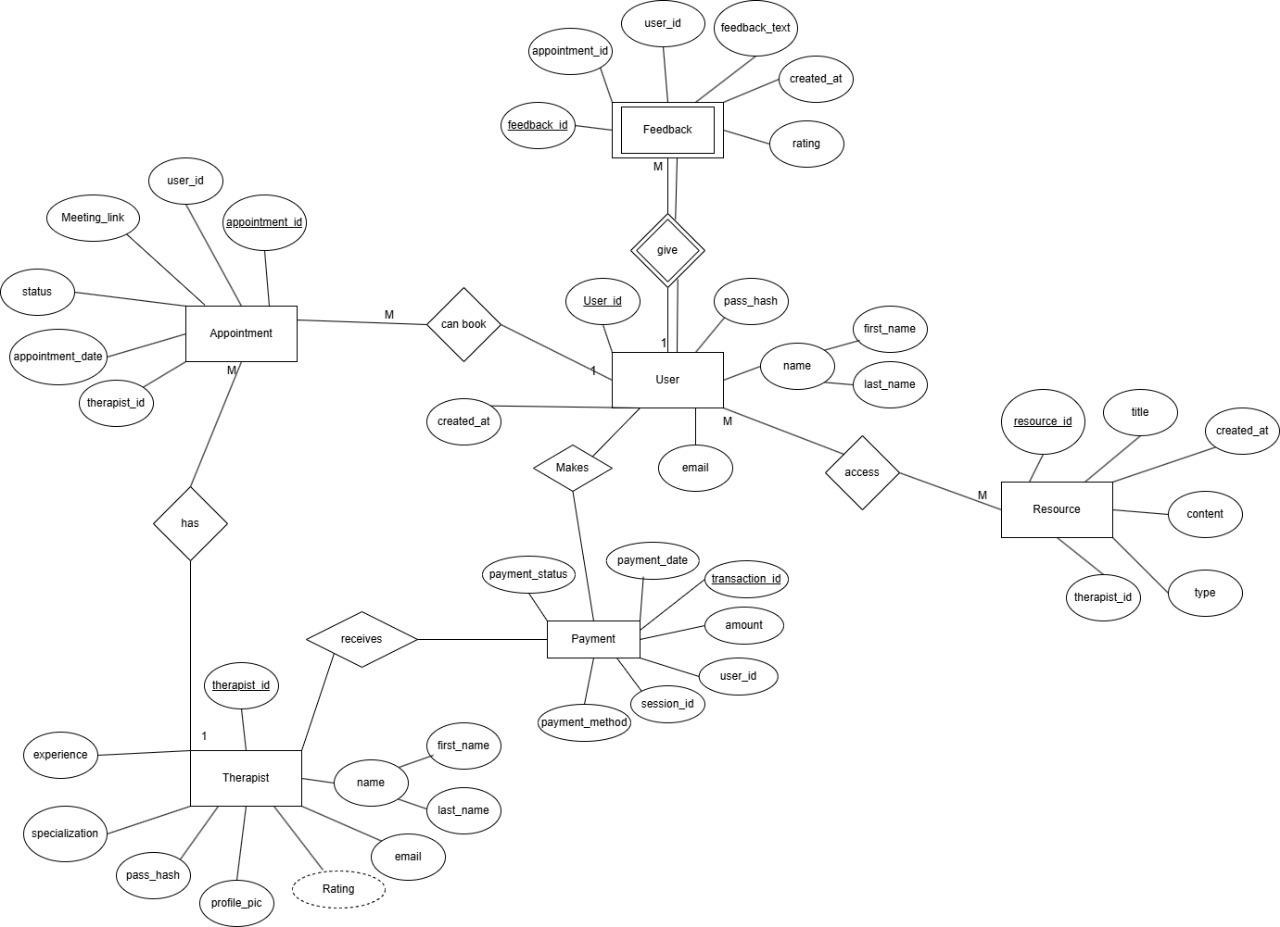 user_id
feedback_text
appointment_id
created_at
feedback_id
Feedback
rating
M
user_id
Meeting_link
appointment_id
give
status
User_id
pass_hash
M
can book
first_name
Appointment
1
appointment_date
name
M
1
User
last_name
therapist_id
created_at
M
resource_id
title
created_at
Makes
email
access
M
Resource
content
has
payment_status
payment_date
transaction_id
therapist_id
type
receives
Payment
amount
therapist_id
user_id
session_id
payment_method
1
experience
first_name
Therapist
name
last_name
specialization
email
pass_hash
Rating
profile_pic